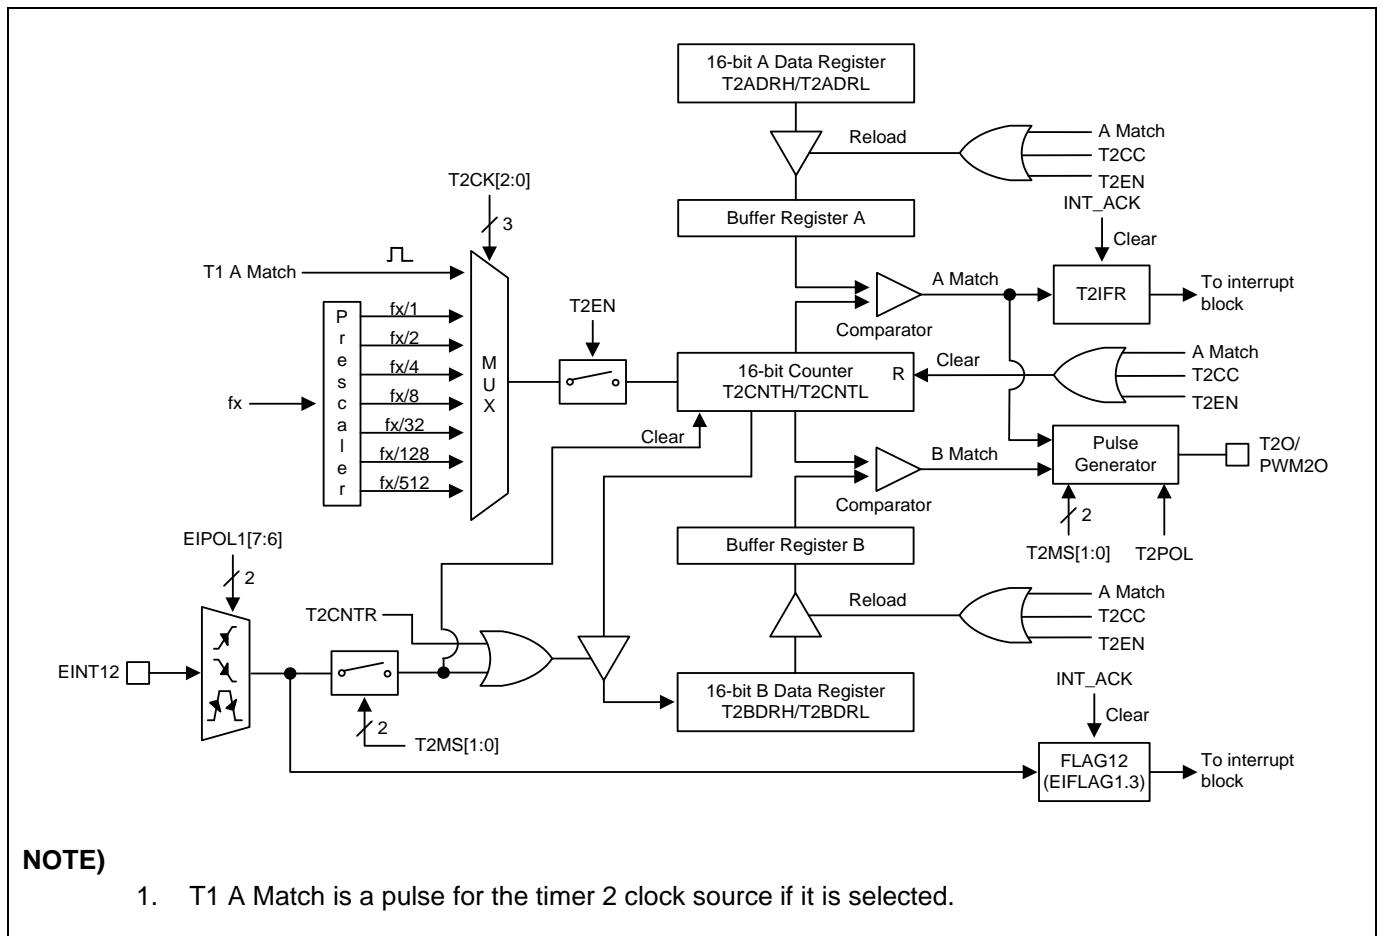 16-bit A Data Register
T2ADRH/T2ADRL
Reload
A Match
T2CC
T2EN
INT_ACK
Clear
T2CK[2:0]
3
Buffer Register A
T1 A Match
A Match
T2IFR
To interrupt
block
Comparator
Prescaler
fx/1
fx/2
fx/4
fx/8
fx/32
fx/128
fx/512
fx
MUX
T2EN
16-bit Counter
T2CNTH/T2CNTL
R
Clear
A Match
T2CC
T2EN
Clear
B Match
Comparator
Pulse
Generator
T2O/
PWM2O
2
T2MS[1:0]
T2POL
Buffer Register B
EIPOL1[7:6]
2
Reload
A Match
T2CC
T2EN
T2CNTR
EINT12
2
T2MS[1:0]
16-bit B Data Register
T2BDRH/T2BDRL
INT_ACK
Clear
FLAG12
(EIFLAG1.3)
To interrupt
block
NOTE)
1. T1 A Match is a pulse for the timer 2 clock source if it is selected.